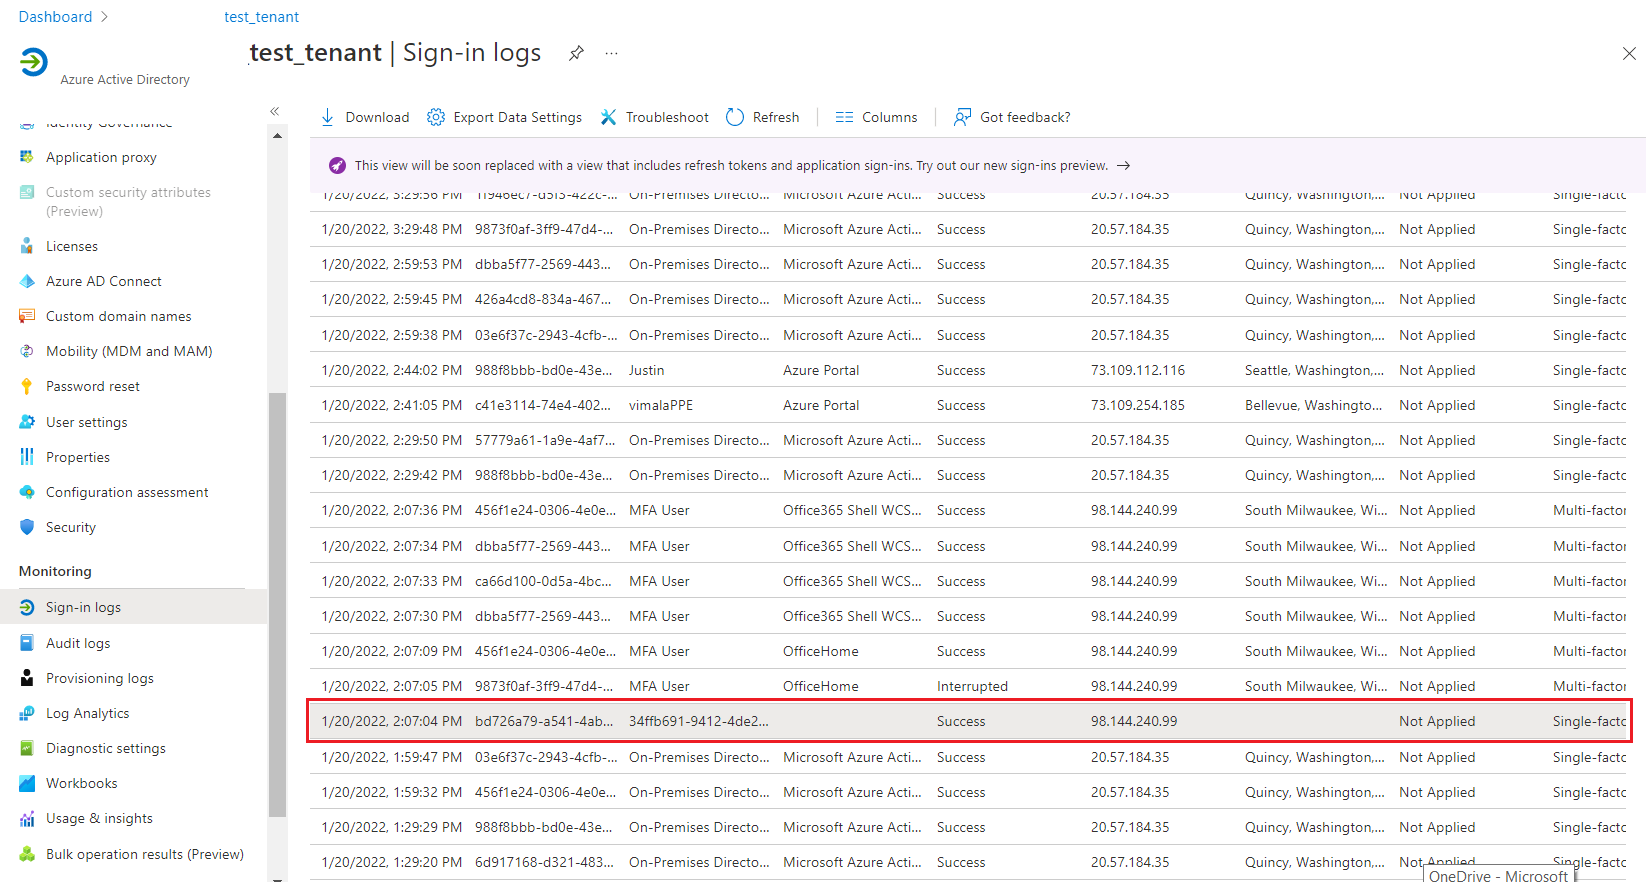 Dashboard
test_tenant
test_tenant | Sign-in logs
Azure Active Directory
Download Export Data Settings Troubleshoot Refresh Columns Got feedback?
This view will be soon replaced with a view that includes refresh tokens and application sign-ins. Try out our new sign-ins preview. →
Identity Governance
Application proxy
Custom security attributes
(Preview)
Licenses
Azure AD Connect
Custom domain names
Mobility (MDM and MAM)
Password reset
User settings
Properties
Configuration assessment
Security
Monitoring
Sign-in logs
Audit logs
Provisioning logs
Log Analytics
Diagnostic settings
Workbooks
Usage & insights
Bulk operation results (Preview)
1/20/2022, 3:29:56 PM 1f946ec7-d5f3-422c-... On-Premises Directo... Microsoft Azure Acti... Success 20.57.184.35 Quincy, Washington,... Not Applied Single-facto
1/20/2022, 3:29:48 PM 9873f0af-3ff9-47d4-... On-Premises Directo... Microsoft Azure Acti... Success 20.57.184.35 Quincy, Washington,... Not Applied Single-facto
1/20/2022, 2:59:53 PM dbba5f77-2569-443... On-Premises Directo... Microsoft Azure Acti... Success 20.57.184.35 Quincy, Washington,... Not Applied Single-facto
1/20/2022, 2:59:45 PM 426a4cd8-834a-467... On-Premises Directo... Microsoft Azure Acti... Success 20.57.184.35 Quincy, Washington,... Not Applied Single-facto
1/20/2022, 2:59:38 PM 03e6f37c-2943-4cfb-... On-Premises Directo... Microsoft Azure Acti... Success 20.57.184.35 Quincy, Washington,... Not Applied Single-facto
1/20/2022, 2:44:02 PM 988f8bbb-bd0e-43e... Justin Azure Portal Success 73.109.112.116 Seattle, Washington,... Not Applied Single-facto
1/20/2022, 2:41:05 PM c41e3114-74e4-402... vimalaPPE Azure Portal Success 73.109.254.185 Bellevue, Washingto... Not Applied Single-facto
1/20/2022, 2:29:50 PM 57779a61-1a9e-4af7... On-Premises Directo... Microsoft Azure Acti... Success 20.57.184.35 Quincy, Washington,... Not Applied Single-facto
1/20/2022, 2:29:42 PM 988f8bbb-bd0e-43e... On-Premises Directo... Microsoft Azure Acti... Success 20.57.184.35 Quincy, Washington,... Not Applied Single-facto
1/20/2022, 2:07:36 PM 456f1e24-0306-4e0e... MFA User Office365 Shell WCS... Success 98.144.240.99 South Milwaukee, Wi... Not Applied Multi-factor
1/20/2022, 2:07:34 PM dbba5f77-2569-443... MFA User Office365 Shell WCS... Success 98.144.240.99 South Milwaukee, Wi... Not Applied Multi-factor
1/20/2022, 2:07:33 PM ca66d100-0d5a-4bc... MFA User Office365 Shell WCS... Success 98.144.240.99 South Milwaukee, Wi... Not Applied Multi-factor
1/20/2022, 2:07:30 PM dbba5f77-2569-443... MFA User Office365 Shell WCS... Success 98.144.240.99 South Milwaukee, Wi... Not Applied Multi-factor
1/20/2022, 2:07:09 PM 456f1e24-0306-4e0e... MFA User OfficeHome Success 98.144.240.99 South Milwaukee, Wi... Not Applied Multi-factor
1/20/2022, 2:07:05 PM 9873f0af-3ff9-47d4-... MFA User OfficeHome Interrupted 98.144.240.99 South Milwaukee, Wi... Not Applied Multi-factor
1/20/2022, 2:07:04 PM bd726a79-a541-4ab... 34ffb691-9412-4de2... Success 98.144.240.99 Not Applied Single-facto
1/20/2022, 1:59:47 PM 03e6f37c-2943-4cfb-... On-Premises Directo... Microsoft Azure Acti... Success 20.57.184.35 Quincy, Washington,... Not Applied Single-facto
1/20/2022, 1:59:32 PM 456f1e24-0306-4e0e... On-Premises Directo... Microsoft Azure Acti... Success 20.57.184.35 Quincy, Washington,... Not Applied Single-facto
1/20/2022, 1:29:29 PM 988f8bbb-bd0e-43e... On-Premises Directo... Microsoft Azure Acti... Success 20.57.184.35 Quincy, Washington,... Not Applied Single-facto
1/20/2022, 1:29:20 PM 6d917168-d321-483... On-Premises Directo... Microsoft Azure Acti... Success 20.57.184.35 Quincy, Washington,... Not Applied Single-facto
OneDrive - Microsoft